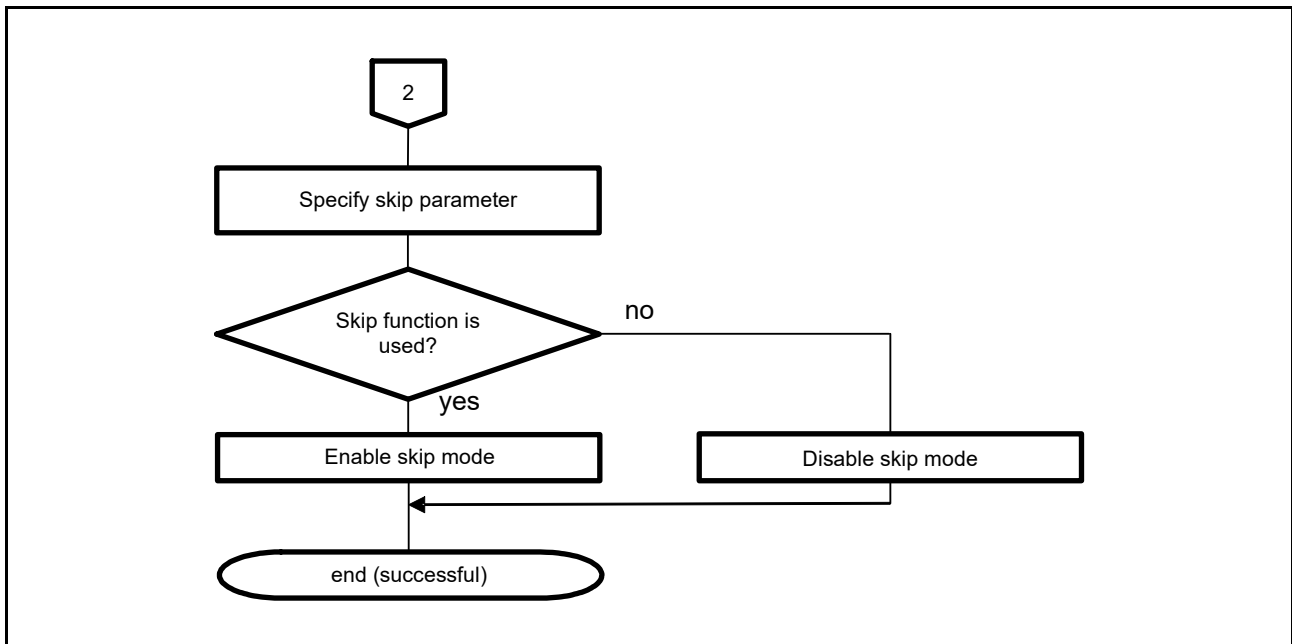 2
Specify skip parameter
Skip function is
used?
no
yes
Enable skip mode
Disable skip mode
end (successful)